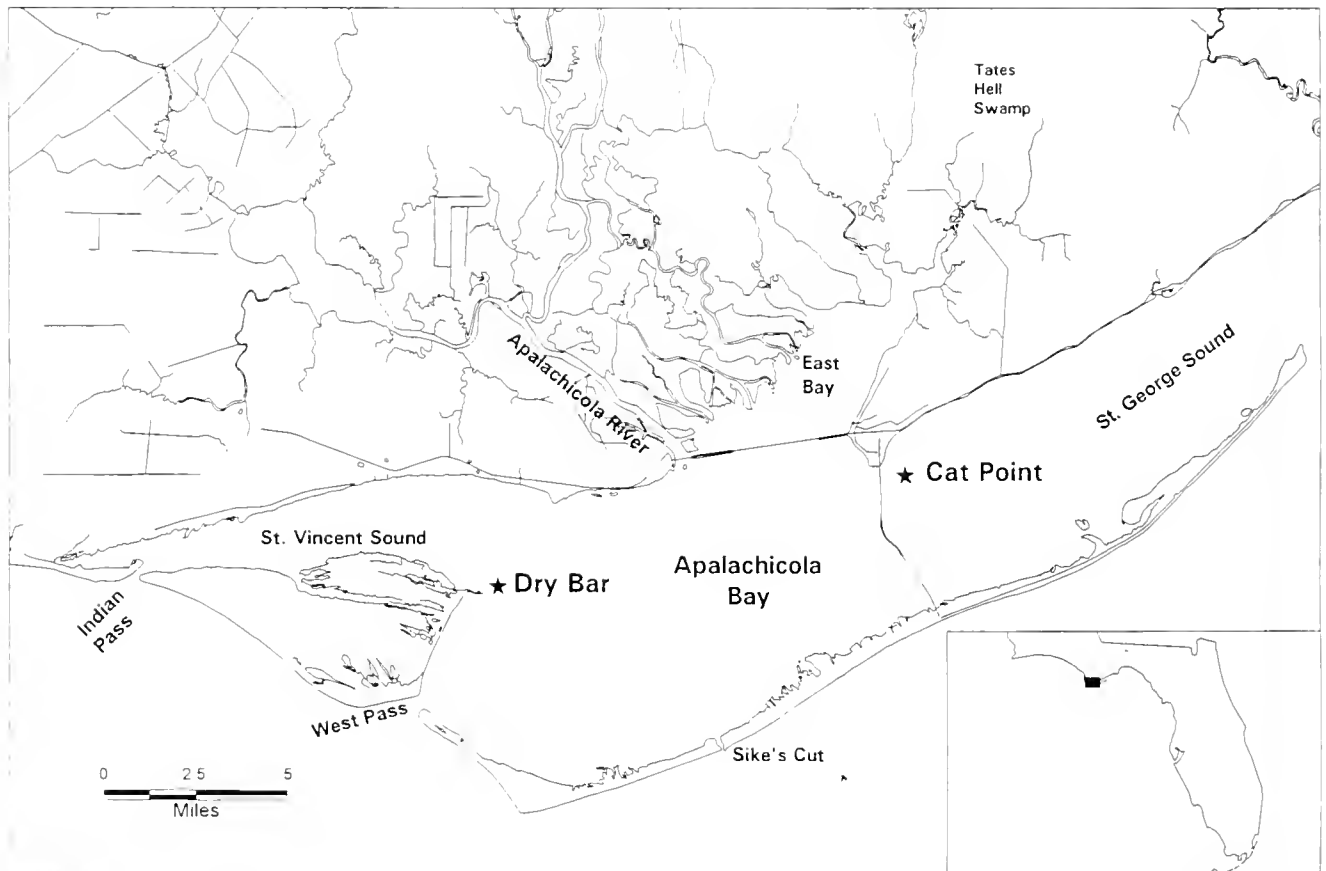 Tates
Hell
Swamp
Apalachicola River
East
Bay
St. George Sound
★ Cat Point
St. Vincent Sound
★ Dry Bar
Apalachicola
Bay
Indian
Pass
West Pass
Sike's Cut
0 2 5 5
Miles